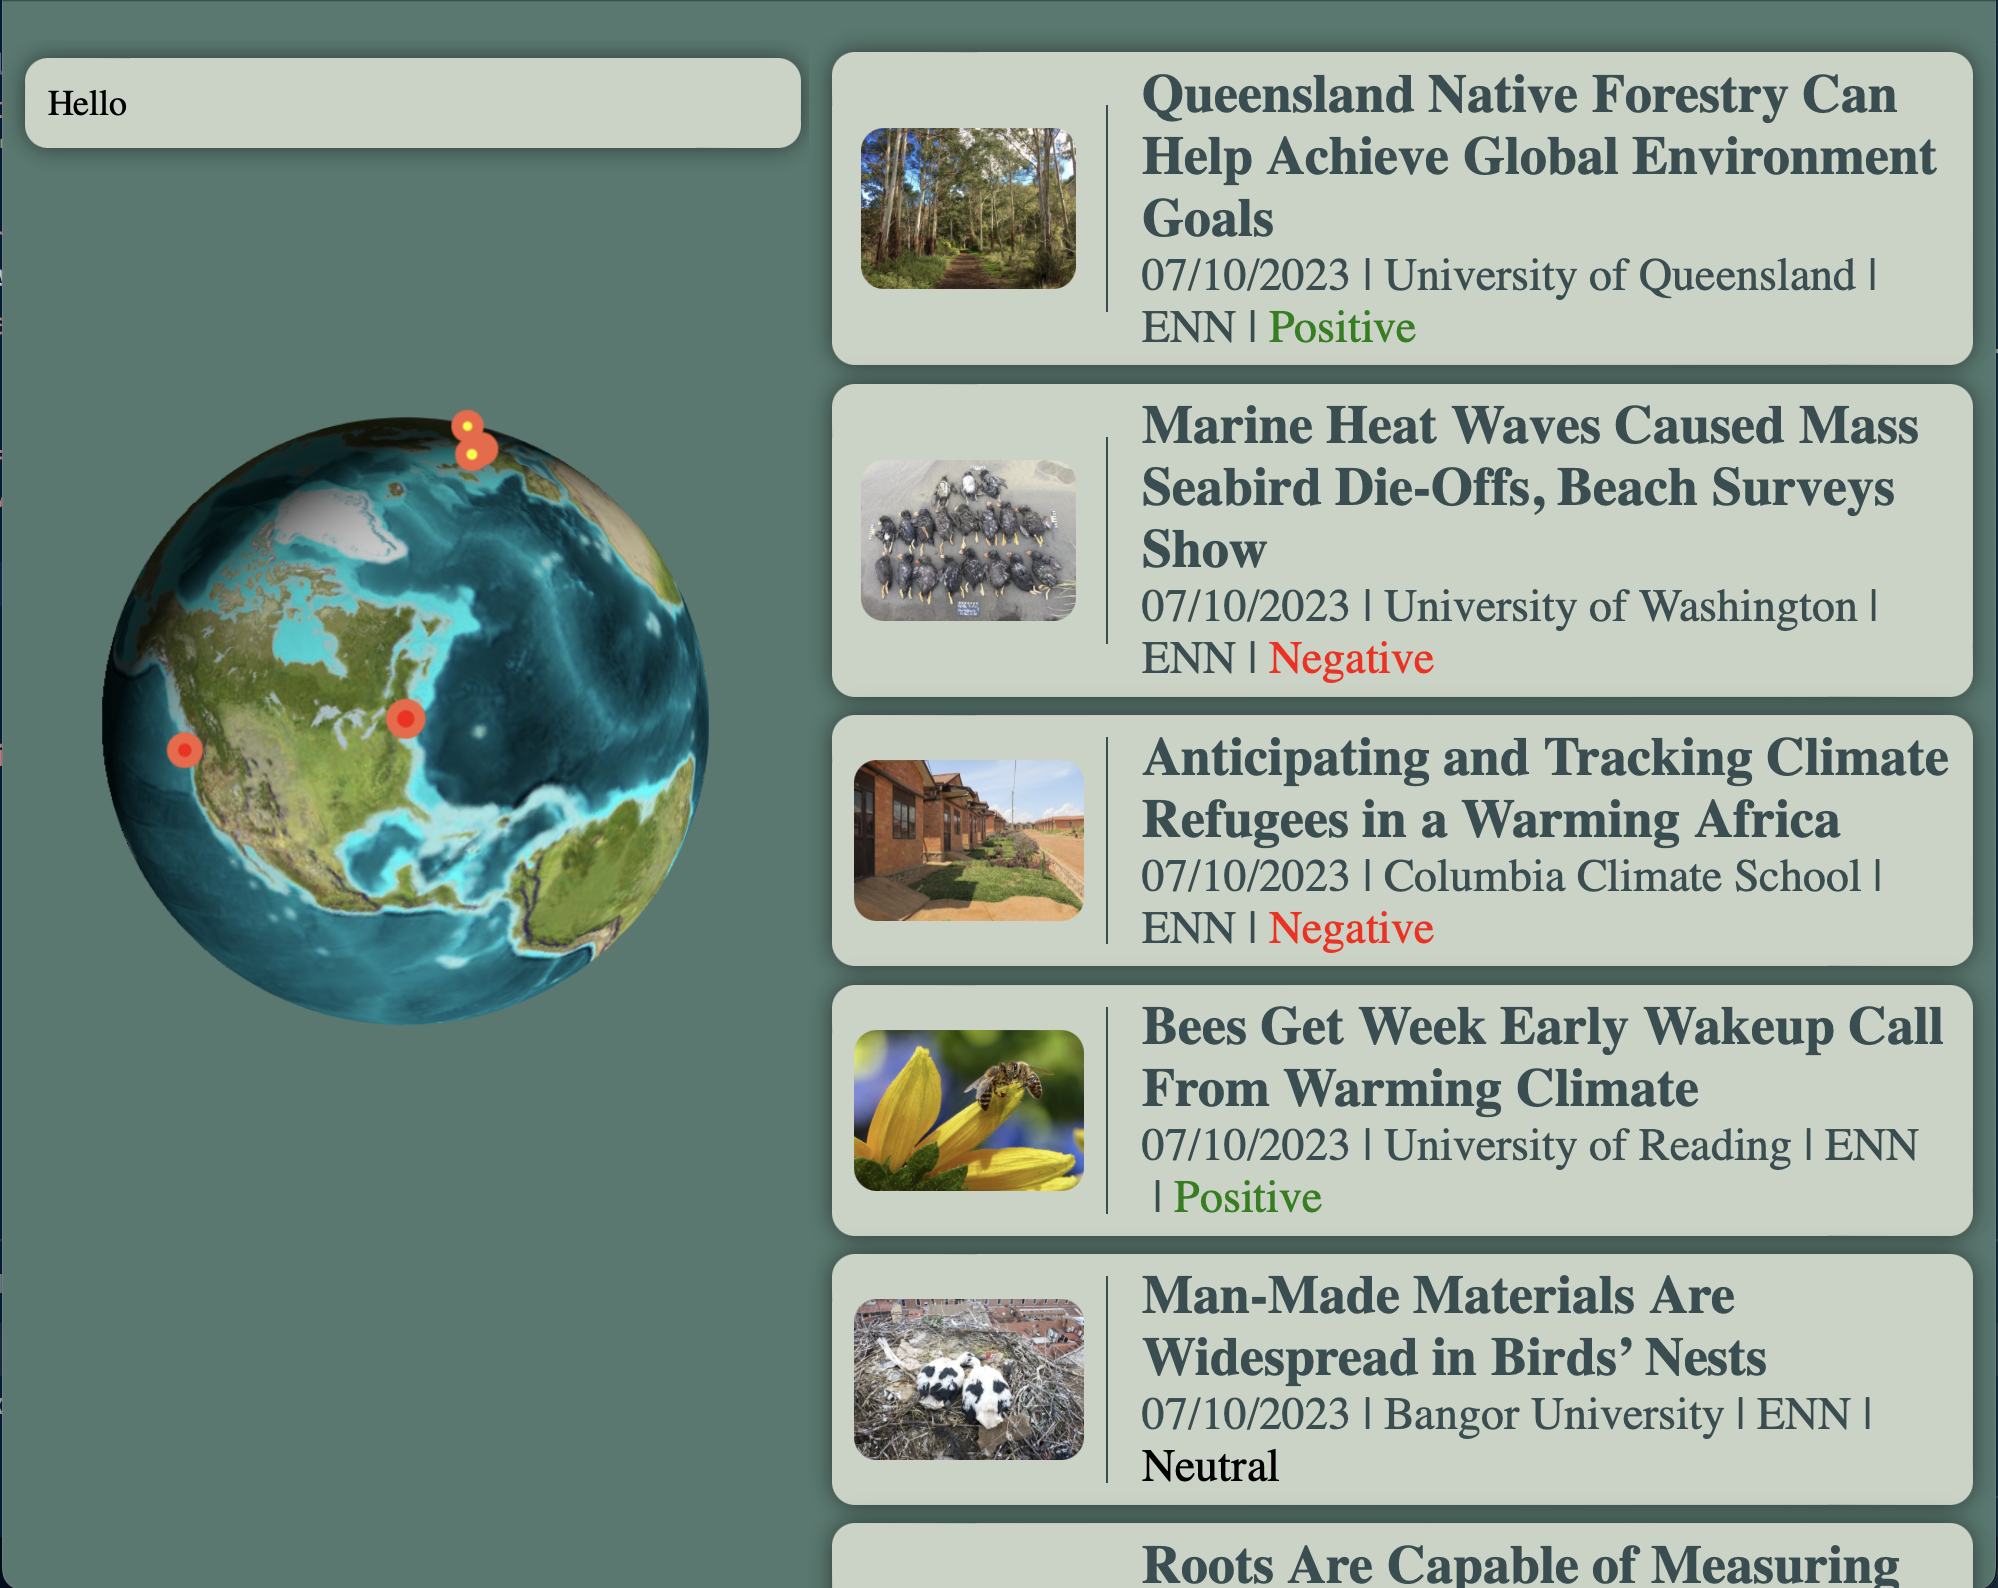 Hello
Queensland Native Forestry Can
Help Achieve Global Environment
Goals
07/10/2023 | University of Queensland |
ENN | Positive
Marine Heat Waves Caused Mass
Seabird Die-Offs, Beach Surveys
Show
07/10/2023 | University of Washington |
ENN | Negative
Anticipating and Tracking Climate
Refugees in a Warming Africa
07/10/2023 | Columbia Climate School |
ENN | Negative
Bees Get Week Early Wakeup Call
From Warming Climate
07/10/2023 | University of Reading | ENN
| Positive
Man-Made Materials Are
Widespread in Birds’ Nests
07/10/2023 | Bangor University | ENN |
Neutral
Roots Are Capable of Measuring